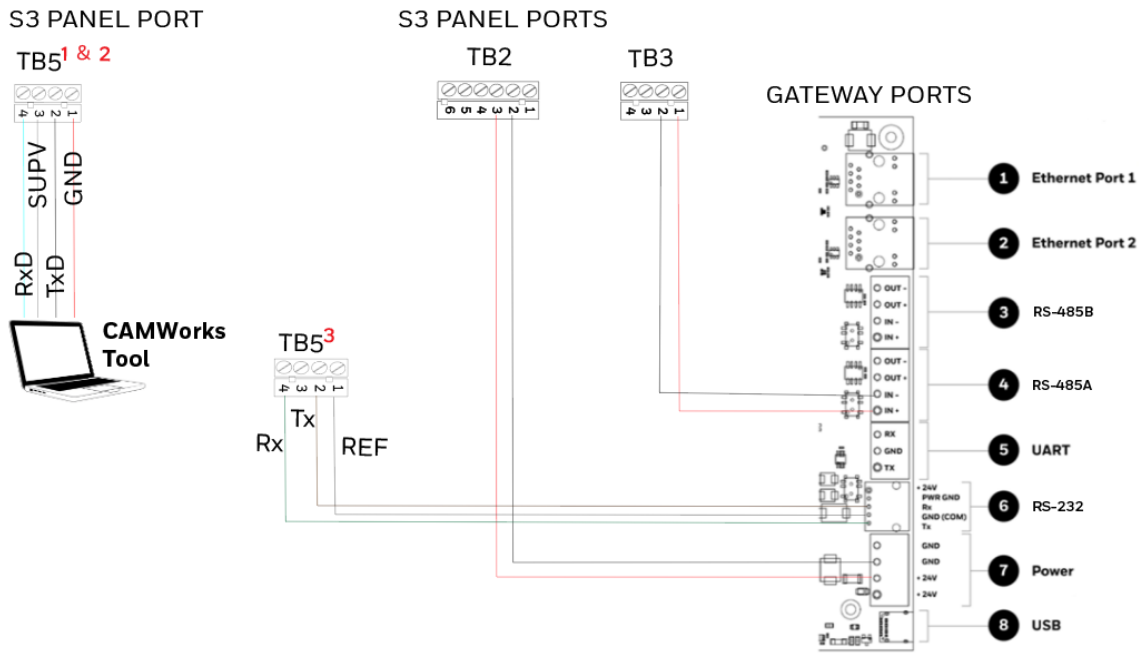 S3 PANEL PORT
TB5 1 & 2
4 3 2 1
RxD
SUPV
TxD
GND
CAMWorks
Tool
S3 PANEL PORTS
TB2
6 5 4 3 2 1
TB3
4 3 2 1
TB5 3
4 3 2 1
Rx
Tx
REF
GATEWAY PORTS
1 Ethernet Port 1
2 Ethernet Port 2
OUT -
OUT +
IN -
IN +
3 RS-485B
OUT -
OUT +
IN -
IN +
4 RS-485A
RX
GND
TX
5 UART
+ 24V
PWR GND
Rx
GND (COM)
Tx
6 RS-232
GND
GND
+ 24V
+ 24V
7 Power
8 USB